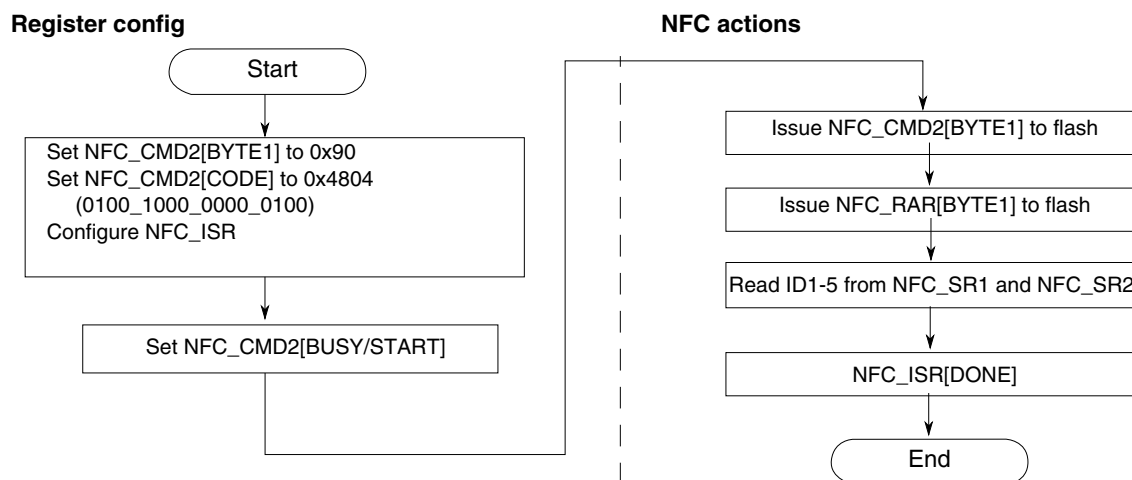 Register config
Start
Set NFC_CMD2[BYTE1] to 0x90
Set NFC_CMD2[CODE] to 0x4804
(0100_1000_0000_0100)
Configure NFC_ISR
Set NFC_CMD2[BUSY/START]
NFC actions
Issue NFC_CMD2[BYTE1] to flash
Issue NFC_RAR[BYTE1] to flash
Read ID1-5 from NFC_SR1 and NFC_SR2
NFC_ISR[DONE]
End